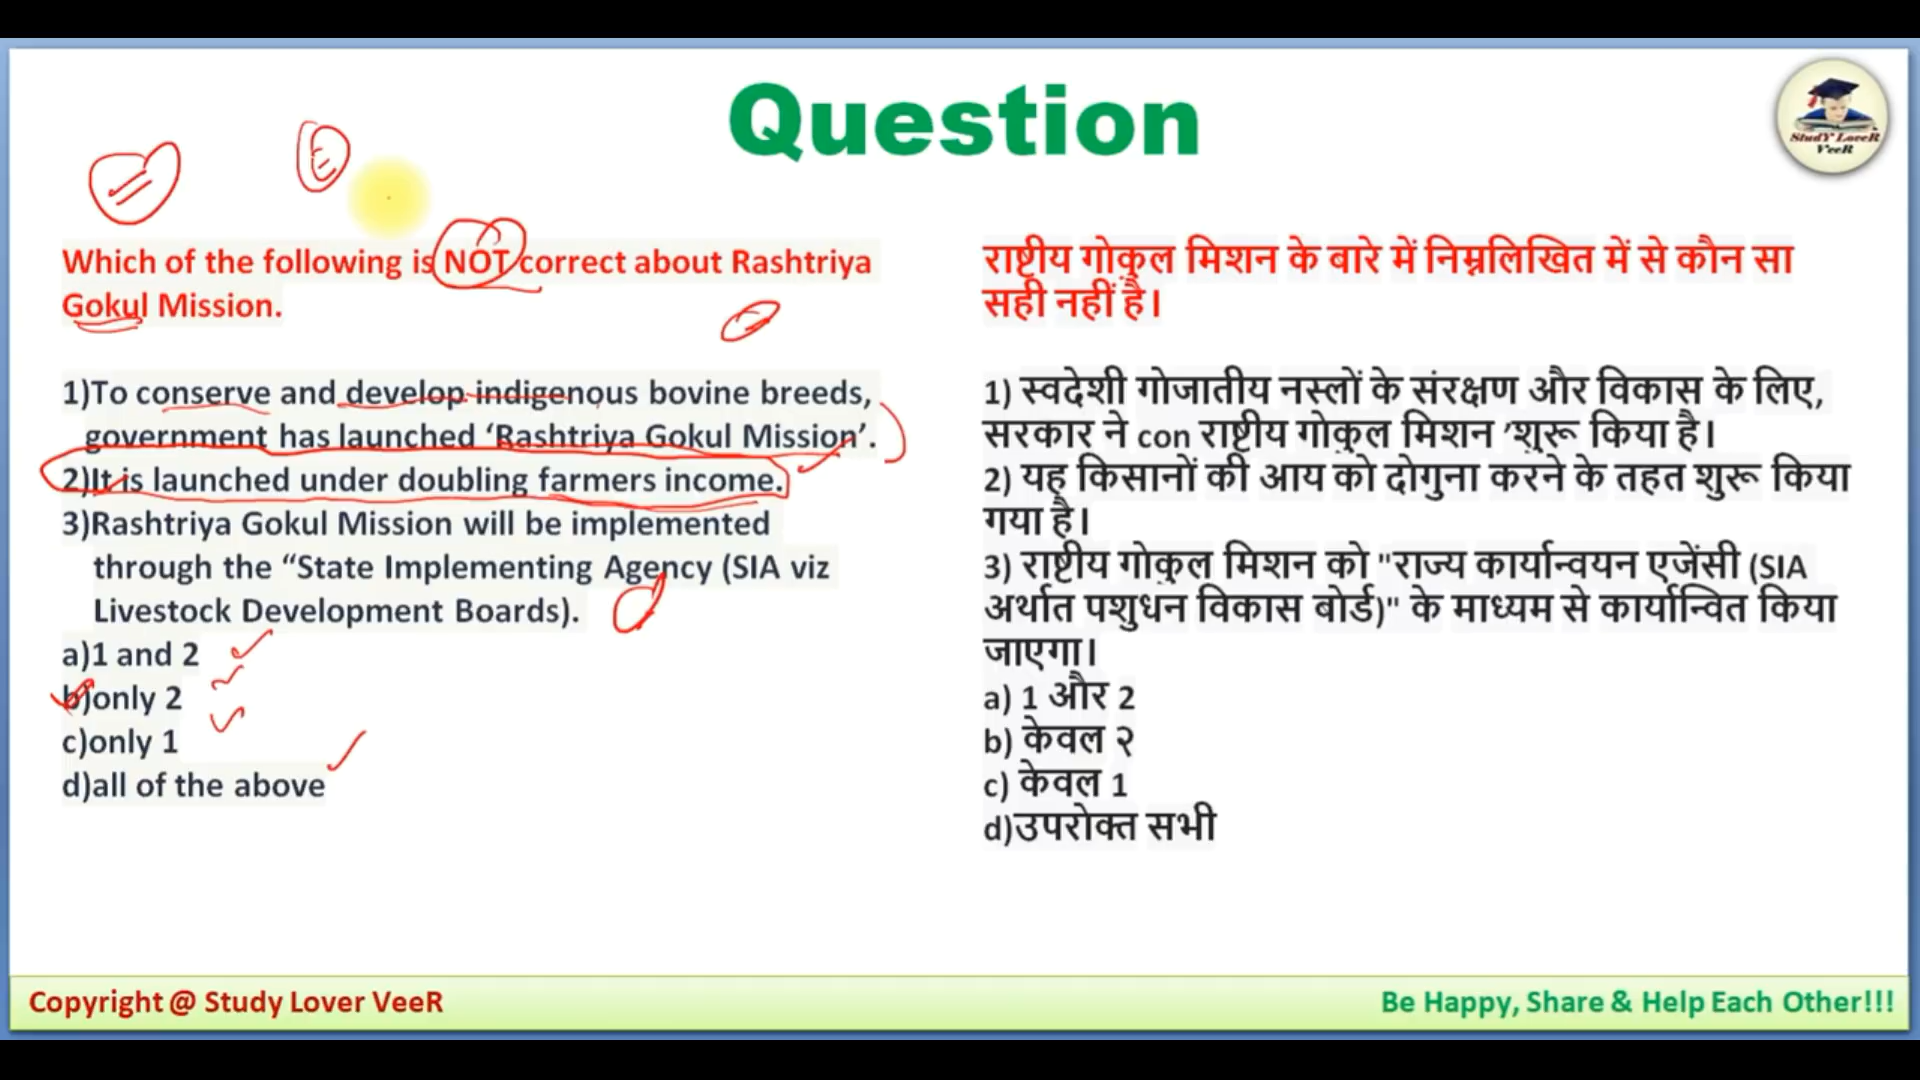 Question
StudY LoveR
VeeR
Which of the following is NOT correct about Rashtriya
Gokul Mission.
1)To conserve and develop indigenous bovine breeds,
government has launched ‘Rashtriya Gokul Mission’.
2)It is launched under doubling farmers income.
3)Rashtriya Gokul Mission will be implemented
through the “State Implementing Agency (SIA viz
Livestock Development Boards).
a)1 and 2
b)only 2
c)only 1
d)all of the above
राष्ट्रीय गोकुल मिशन के बारे में निम्नलिखित में से कौन सा
सही नहीं है।
1) स्वदेशी गोजातीय नस्लों के संरक्षण और विकास के लिए,
सरकार ने con राष्ट्रीय गोकुल मिशन ’शुरू किया है।
2) यह किसानों की आय को दोगुना करने के तहत शुरू किया
गया है।
3) राष्ट्रीय गोकुल मिशन को "राज्य कार्यान्वयन एजेंसी (SIA
अर्थात पशुधन विकास बोर्ड)" के माध्यम से कार्यान्वित किया
जाएगा।
a) 1 और 2
b) केवल २
c) केवल 1
d)उपरोक्त सभी
Copyright @ Study Lover VeeR
Be Happy, Share & Help Each Other!!!